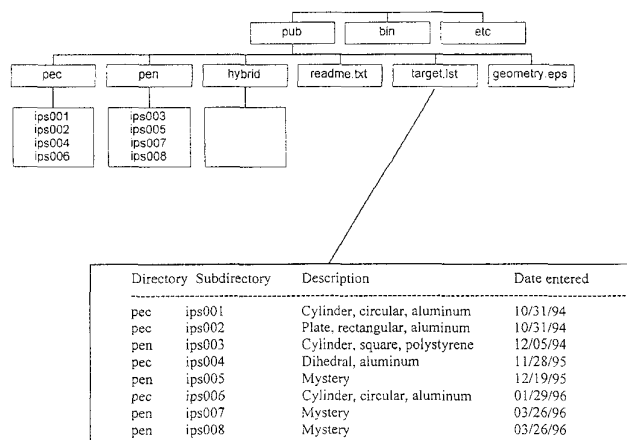 pub bin etc
pec pen hybrid readme.txt target.lst geometry.eps
ips001
ips002
ips004
ips006
ips003
ips005
ips007
ips008
Directory Subdirectory Description Date entered
pec ips001 Cylinder, circular, aluminum 10/31/94
pec ips002 Plate, rectangular, aluminum 10/31/94
pen ips003 Cylinder, square, polystyrene 12/05/94
pec ips004 Dihedral, aluminum 11/28/95
pen ips005 Mystery 12/19/95
pec ips006 Cylinder, circular, aluminum 01/29/96
pen ips007 Mystery 03/26/96
pen ips008 Mystery 03/26/96